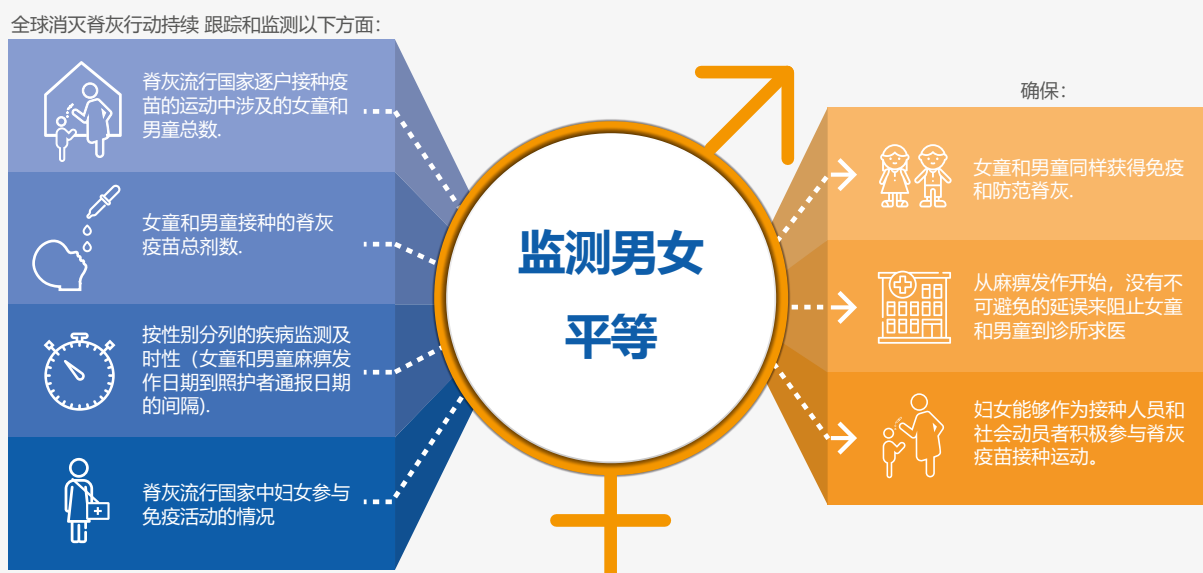 全球消灭脊灰行动持续 跟踪和监测以下方面：
脊灰流行国家逐户接种疫
苗的运动中涉及的女童和
男童总数.
女童和男童接种的脊灰
疫苗总剂数.
按性别分列的疾病监测及
时性（女童和男童麻痹发
作日期到照护者通报日期
的间隔).
脊灰流行国家中妇女参与
免疫活动的情况
监测男女
平等
确保：
女童和男童同样获得免疫
和防范脊灰.
从麻痹发作开始，没有不
可避免的延误来阻止女童
和男童到诊所求医
妇女能够作为接种人员和
社会动员者积极参与脊灰
疫苗接种运动。